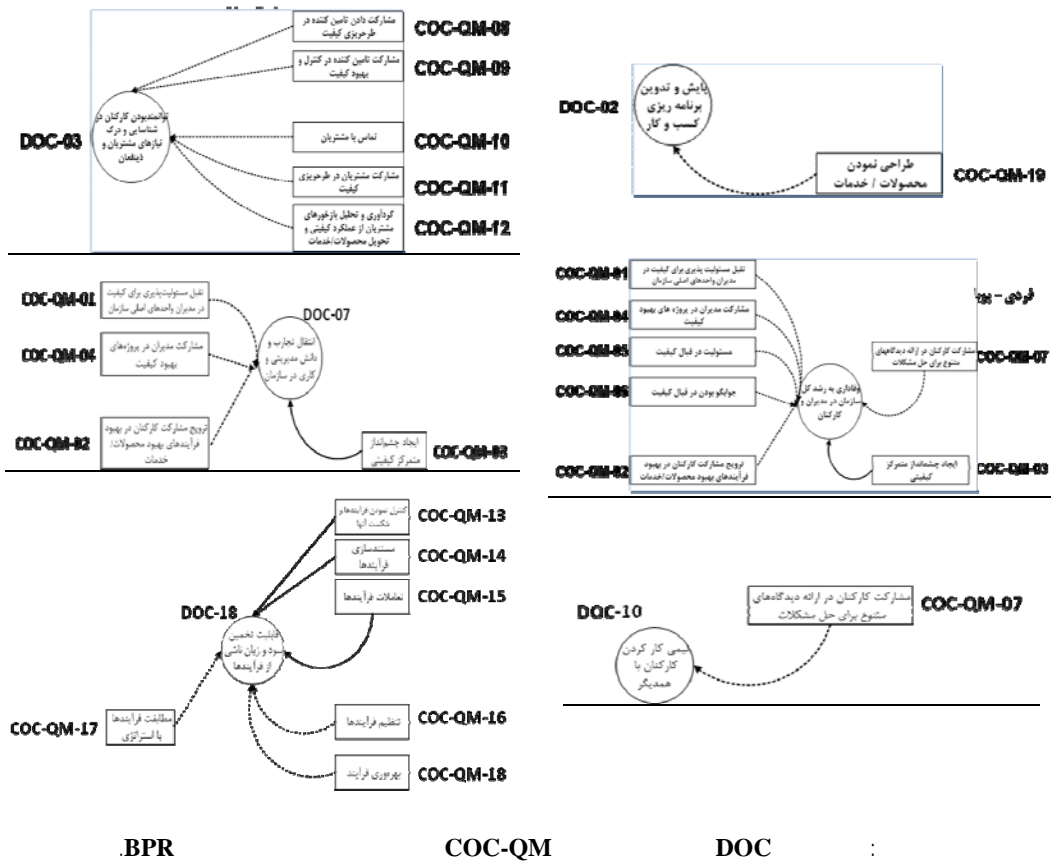 مشارکت دادن تامین کننده در
طرحریزی کیفیت
COC-QM-08
مشارکت تامین کننده در کنترل و
بهبود کیفیت
COC-QM-09
DOC-03
توانمندبودن کارکنان در
شناسایی و درک
نیازهای مشتریان و
ذینفعان
تماس با مشتریان
COC-QM-10
مشارکت مشتریان در طرحریزی
کیفیت
COC-QM-11
گردآوری و تحلیل بازخورهای
مشتریان از عملکرد کیفیتی و
تحویل محصولات/خدمات
COC-QM-12
DOC-02
پایش و تدوین
برنامه ریزی
کسب و کار
طراحی نمودن
محصولات / خدمات
COC-QM-19
COC-QM-01
تقبل مسئولیت‌پذیری برای کیفیت
در مدیران واحدهای اصلی سازمان
DOC-07
انتقال تجارب و
دانش مدیریتی و
کاری در سازمان
COC-QM-04
مشارکت مدیران در پروژه‌های
بهبود کیفیت
COC-QM-02
ترویج مشارکت کارکنان در بهبود
فرآیندهای بهبود محصولات/
خدمات
ایجاد چشم‌انداز
متمرکز کیفیتی
COC-QM-03
COC-QM-01
تقبل مسئولیت پذیری برای کیفیت در
مدیران واحدهای اصلی سازمان
فردی – پویا
COC-QM-04
مشارکت مدیران در پروژه های بهبود
کیفیت
COC-QM-05
مسئولیت در قبال کیفیت
COC-QM-06
جوابگو بودن در قبال کیفیت
COC-QM-02
ترویج مشارکت کارکنان در بهبود
فرآیندهای بهبود محصولات/خدمات
وفاداری به رشد کل
سازمان در مدیران و
کارکنان
مشارکت کارکنان در ارائه دیدگاههای
متنوع برای حل مشکلات
COC-QM-07
ایجاد چشمانداز متمرکز
کیفیتی
COC-QM-03
کنترل نمودن فرآیندها و
شکست آنها
COC-QM-13
مستندسازی
فرآیندها
COC-QM-14
تعاملات فرآیندها
COC-QM-15
DOC-18
قابلیت تخمین
سود و زیان ناشی
از فرآیندها
COC-QM-17
مطابقت فرآیندها
با استراتژی
تنظیم فرآیندها
COC-QM-16
بهره‌وری فرآیند
COC-QM-18
DOC-10
تیمی کار کردن
کارکنان با
همدیگر
مشارکت کارکنان در ارائه دیدگاه‌های
متنوع برای حل مشکلات
COC-QM-07
: DOC COC-QM BPR.